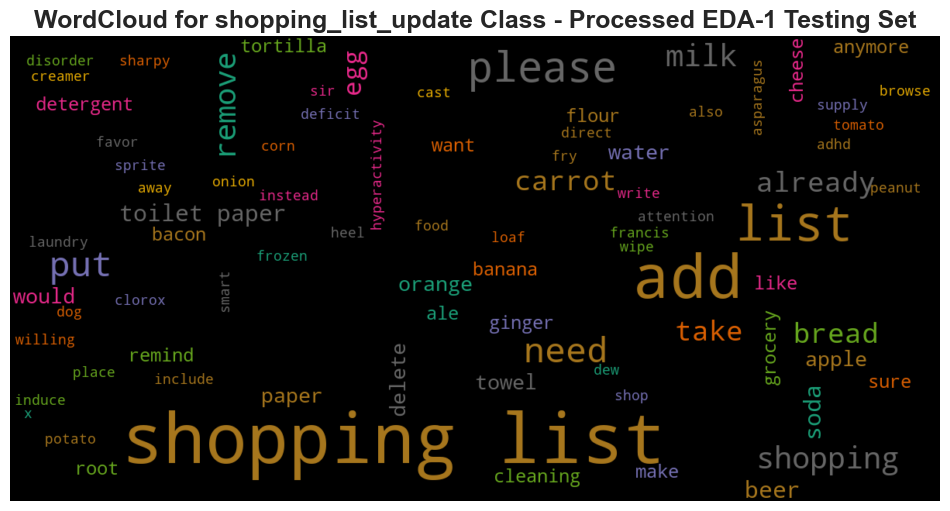 WordCloud for shopping_list_update Class - Processed EDA-1 Testing Set
tortilla
disorder
sharpy
creamer
detergent
remove
egg
sir
deficit
please
milk
cast
cheese
anymore
asparagus
browse
supply
also
flour
direct
tomato
adhd
favor
corn
hyperactivity
want
fry
water
sprite
away
onion
instead
carrot
write
already
peanut
toilet paper
bacon
heel
food
loaf
attention
francis
wipe
list
laundry
put
frozen
banana
add
would
clorox
smart
orange
like
dog
ale
ginger
take
grocery
bread
willing
remind
need
apple
place
include
delete
towel
dew
sure
induce
x
paper
shop
soda
potato
shopping list
root
cleaning
make
shopping
beer